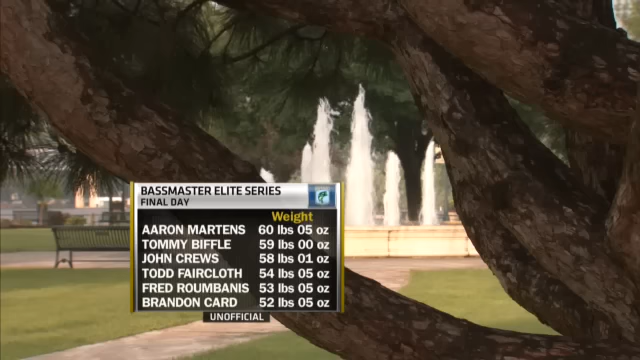 BASSMASTER ELITE SERIES
FINAL DAY
Weight
AARON MARTENS 60 lbs 05 oz
TOMMY BIFFLE 59 lbs 00 oz
JOHN CREWS 58 lbs 01 oz
TODD FAIRCLOTH 54 lbs 05 oz
FRED ROUMBANIS 53 lbs 05 oz
BRANDON CARD 52 lbs 05 oz
UNOFFICIAL